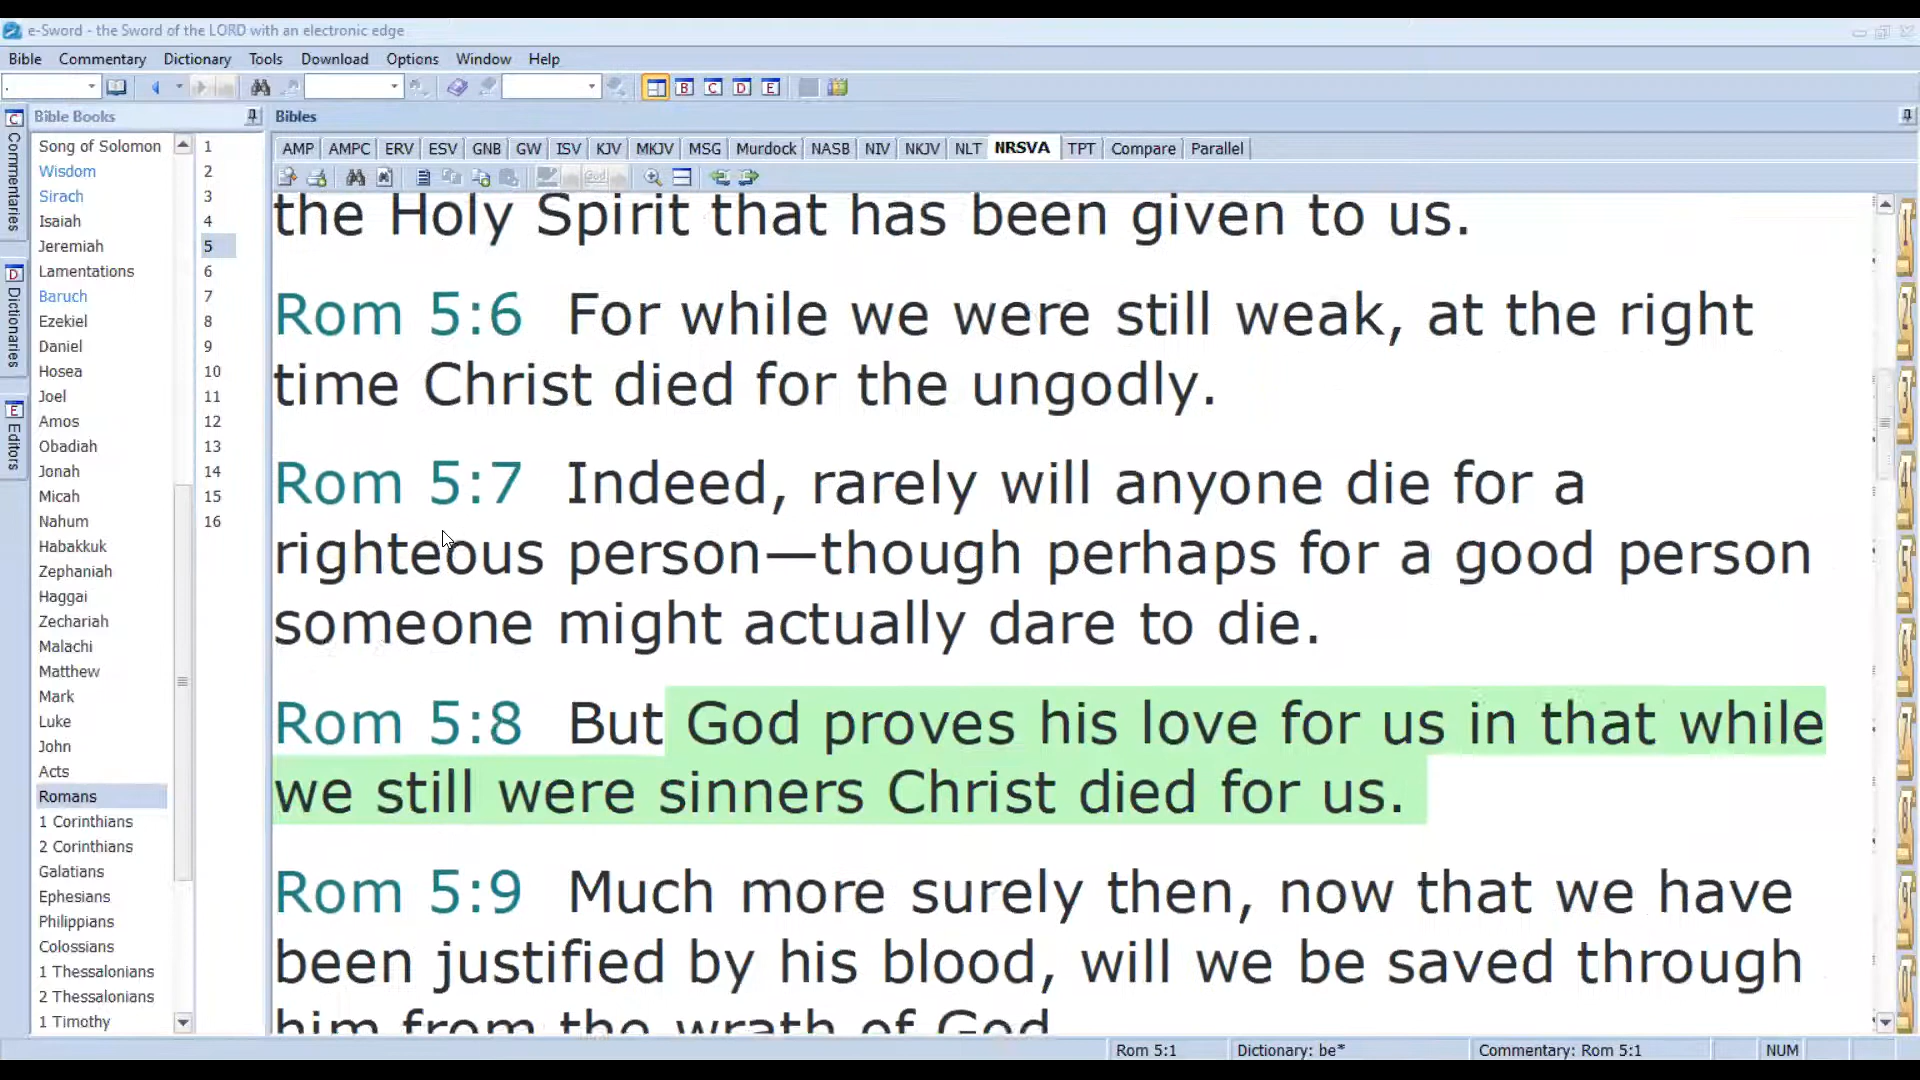 e-Sword - the Sword of the LORD with an electronic edge
Bible Commentary Dictionary Tools Download Options Window Help
B C D E
Bible Books
Bibles
C Commentaries
D Dictionaries
E Editors
Song of Solomon
Wisdom
Sirach
Isaiah
Jeremiah
Lamentations
Baruch
Ezekiel
Daniel
Hosea
Joel
Amos
Obadiah
Jonah
Micah
Nahum
Habakkuk
Zephaniah
Haggai
Zechariah
Malachi
Matthew
Mark
Luke
John
Acts
Romans
1 Corinthians
2 Corinthians
Galatians
Ephesians
Philippians
Colossians
1 Thessalonians
2 Thessalonians
1 Timothy
1
2
3
4
5
6
7
8
9
10
11
12
13
14
15
16
AMP AMPC ERV ESV GNB GW ISV KJV MKJV MSG Murdock NASB NIV NKJV NLT NRSVA TPT Compare Parallel
the Holy Spirit that has been given to us.
Rom 5:6 For while we were still weak, at the right
time Christ died for the ungodly.
Rom 5:7 Indeed, rarely will anyone die for a
righteous person—though perhaps for a good person
someone might actually dare to die.
Rom 5:8 But God proves his love for us in that while
we still were sinners Christ died for us.
Rom 5:9 Much more surely then, now that we have
been justified by his blood, will we be saved through
him from the wrath of God
Rom 5:1 Dictionary: be* Commentary: Rom 5:1 NUM